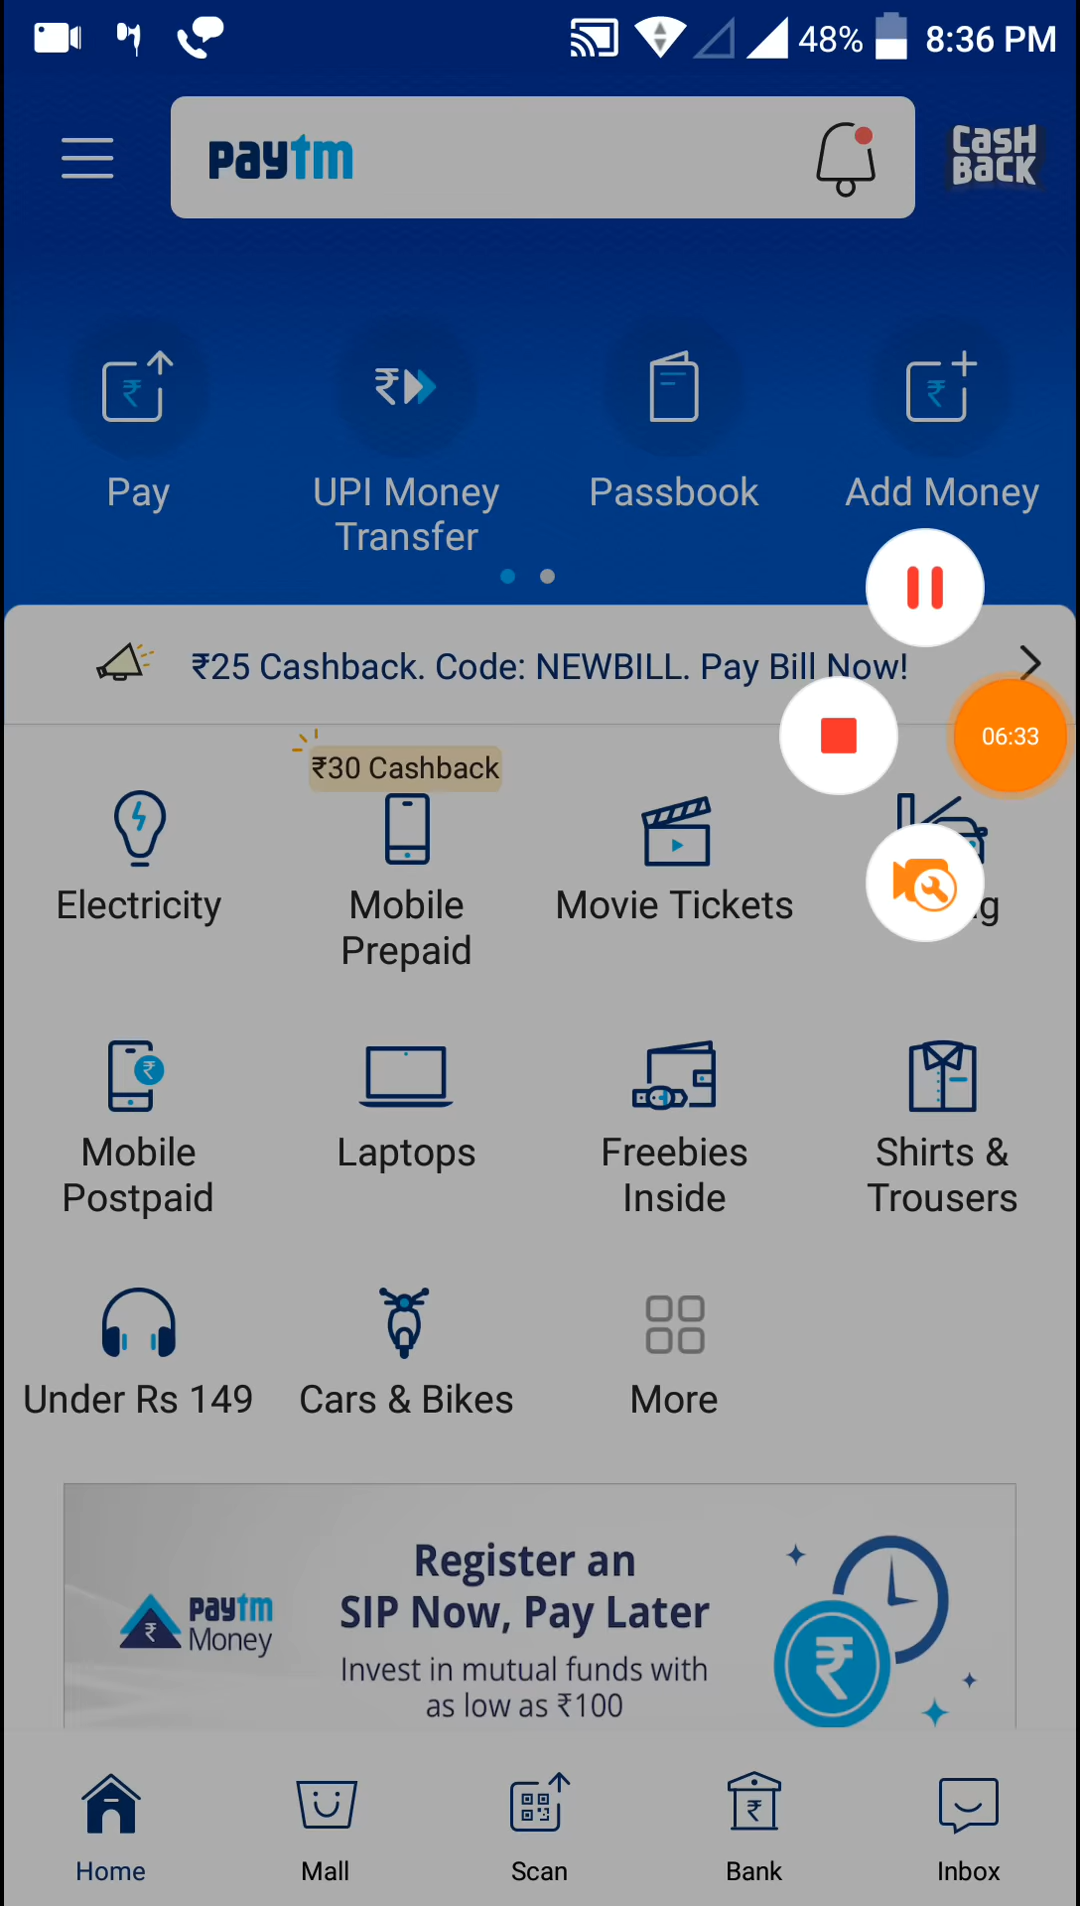 48% 8:36 PM
paytm
CASH
BACK
Pay
UPI Money
Transfer
Passbook
Add Money
₹25 Cashback. Code: NEWBILL. Pay Bill Now!
06:33
₹30 Cashback
Electricity
Mobile
Prepaid
Movie Tickets
g
Mobile
Postpaid
Laptops
Freebies
Inside
Shirts &
Trousers
Under Rs 149
Cars & Bikes
More
paytm
Money
Register an
SIP Now, Pay Later
Invest in mutual funds with
as low as ₹100
Home
Mall
Scan
Bank
Inbox